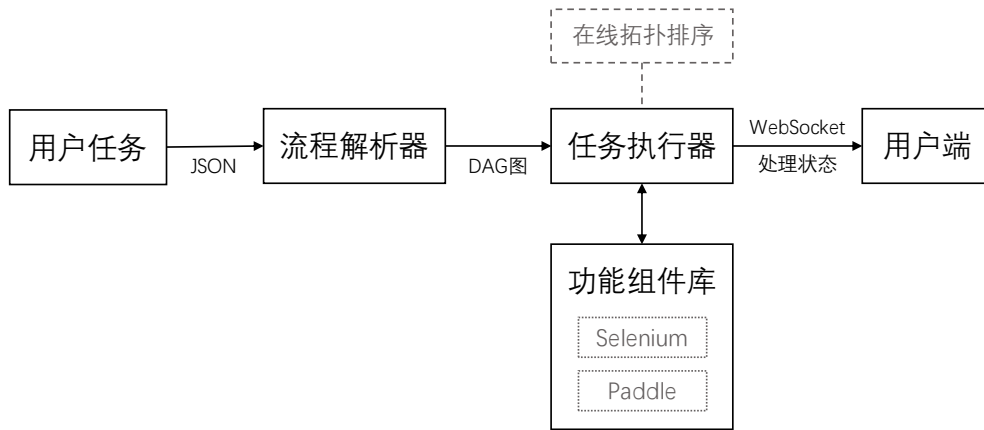 在线拓扑排序
用户任务
JSON
流程解析器
DAG图
任务执行器
WebSocket
处理状态
用户端
功能组件库
Selenium
Paddle